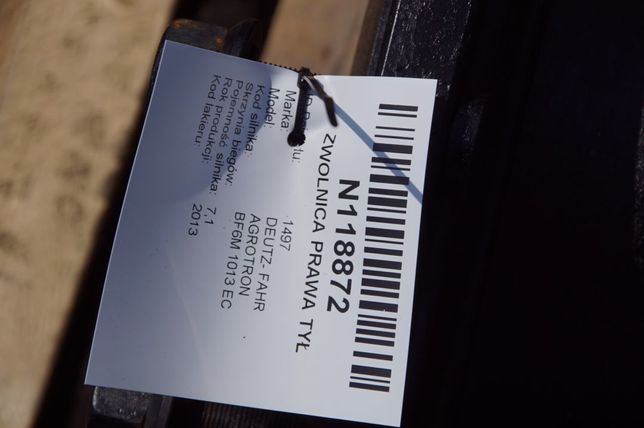 N118872
ZWOLNICA PRAWA TYŁ
ID 1497
Marka: DEUTZ- FAHR
Model: AGROTRON
Kod silnika: BF6M 1013 EC
Skrzynia biegów:
Pojemność silnika: 7,1
Rok produkcji: 2013
Kod lakieru: